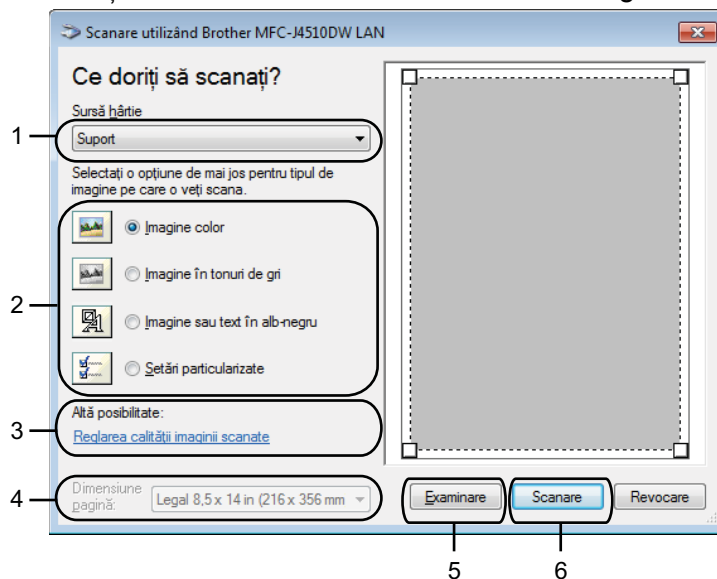 Scanare utilizând Brother MFC-J4510DW LAN
Ce doriți să scanați?
Sursă hârtie
1
Suport
Selectați o opțiune de mai jos pentru tipul de
imagine pe care o veți scana.
Imagine color
Imagine în tonuri de gri
2
Imagine sau text în alb-negru
Setări particularizate
Altă posibilitate:
3
Reglarea calității imaginii scanate
4
Dimensiune
pagină:
Legal 8,5 x 14 in (216 x 356 mm
Examinare
Scanare
Revocare
5
6